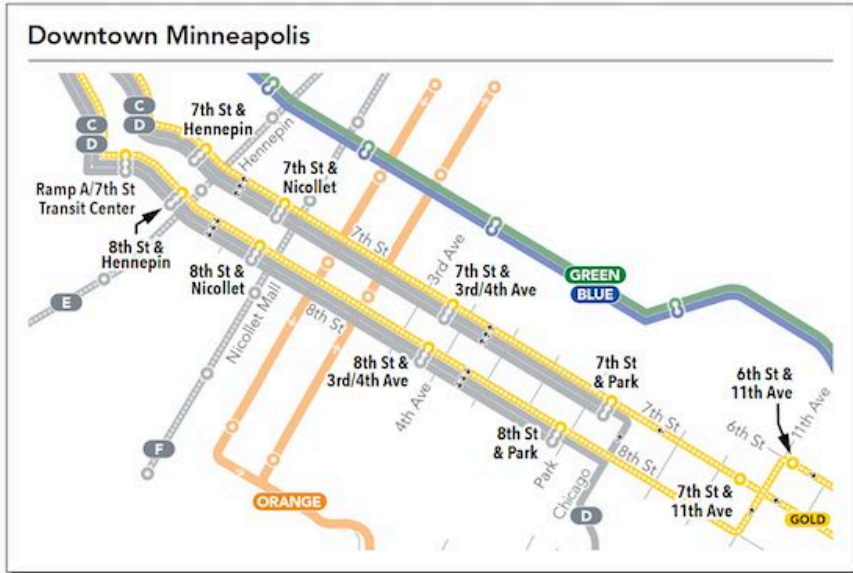 Downtown Minneapolis
C
D
C
D
7th St &
Hennepin
Hennepin
7th St &
Nicollet
Ramp A/7th St
Transit Center
8th St &
Hennepin
8th St &
Nicollet
7th St
3rd Ave
7th St &
3rd/4th Ave
GREEN
BLUE
E
Nicollet Mall
8th St
8th St &
3rd/4th Ave
4th Ave
7th St
& Park
6th St &
11th Ave
11th Ave
6th St
7th St
8th St
8th St
& Park
Park
Chicago
F
ORANGE
D
7th St &
11th Ave
GOLD